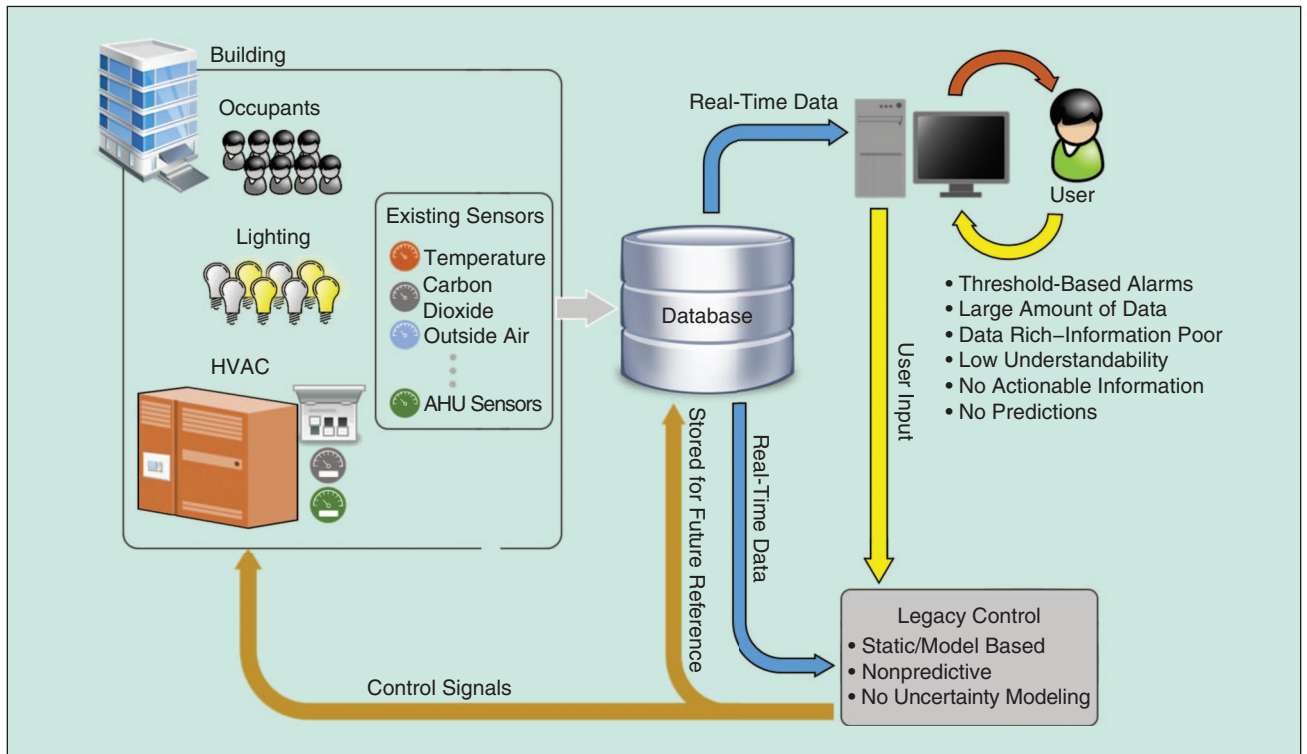 Building
Occupants
Lighting
HVAC
Existing Sensors
Temperature
Carbon
Dioxide
Outside Air
AHU Sensors
Database
Real-Time Data
User
• Threshold-Based Alarms
• Large Amount of Data
• Data Rich–Information Poor
• Low Understandability
• No Actionable Information
• No Predictions
User Input
Stored for Future Reference
Real-Time Data
Legacy Control
• Static/Model Based
• Nonpredictive
• No Uncertainty Modeling
Control Signals